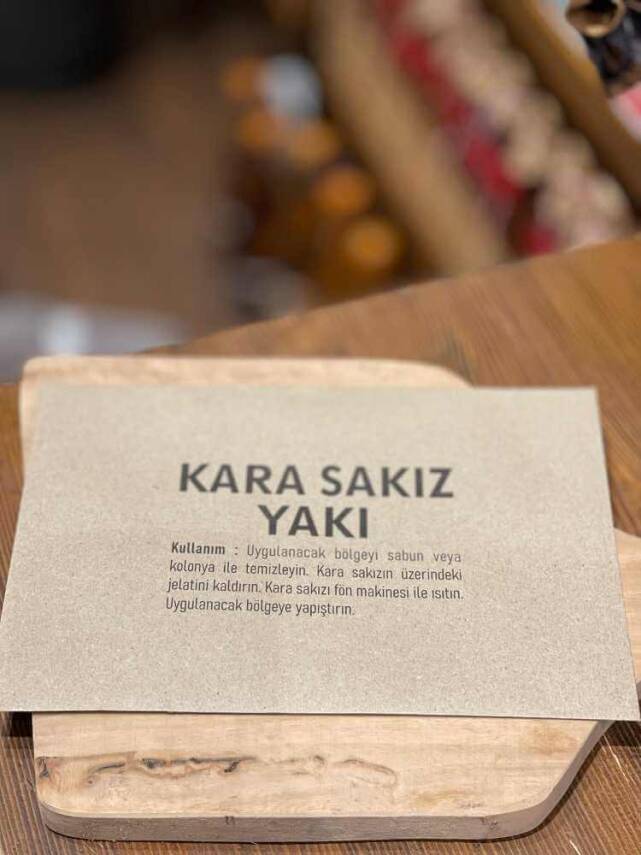 KARA SAKIZ
YAKI
Kullanım : Uygulanacak bölgeyi sabun veya
kolonya ile temizleyin. Kara sakızın üzerindeki
jelatini kaldırın. Kara sakızı fön makinesi ile ısıtın.
Uygulanacak bölgeye yapıştırın.